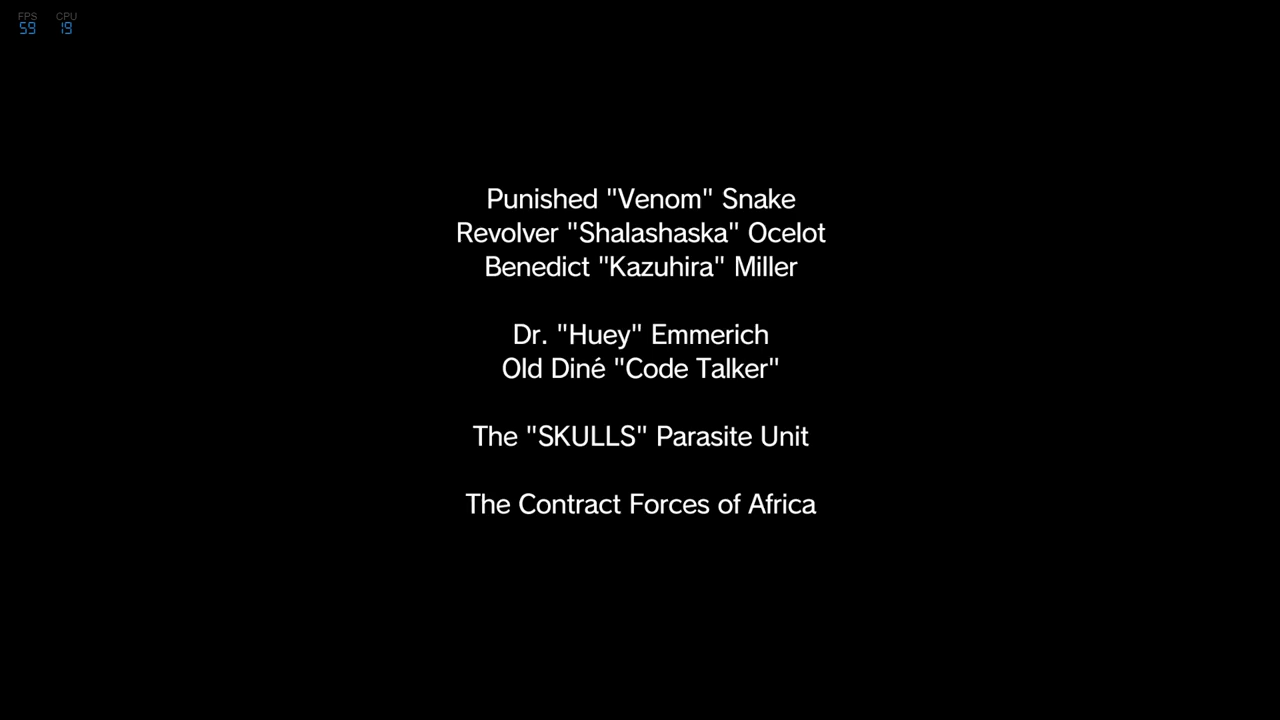 FPS CPU
59 19
Punished "Venom" Snake
Revolver "Shalashaska" Ocelot
Benedict "Kazuhira" Miller
Dr. "Huey" Emmerich
Old Diné "Code Talker"
The "SKULLS" Parasite Unit
The Contract Forces of Africa